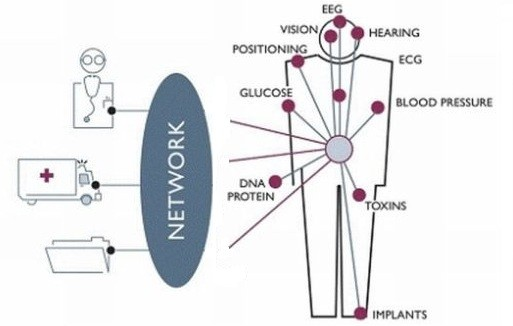 EEG
VISION
HEARING
POSITIONING
ECG
GLUCOSE
BLOOD PRESSURE
NETWORK
DNA
PROTEIN
TOXINS
IMPLANTS